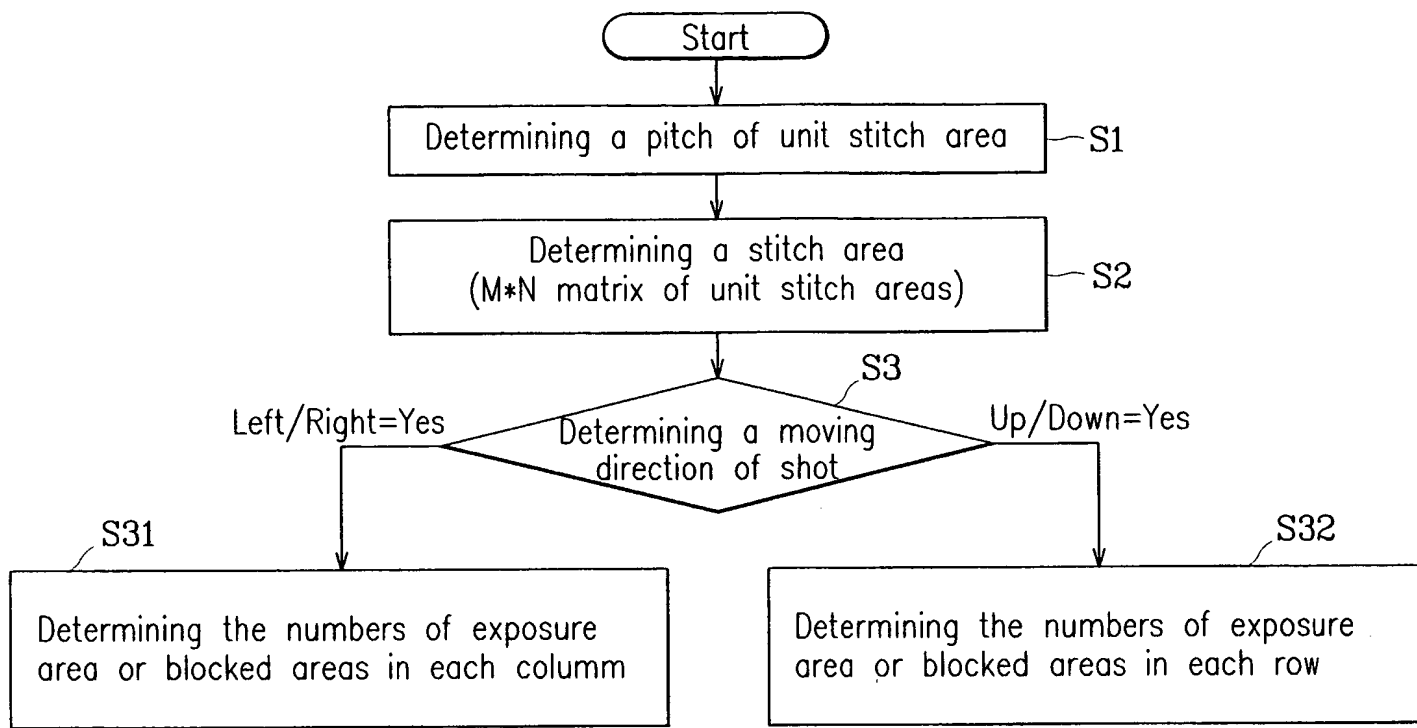 Start
Determining a pitch of unit stitch area
S1
Determining a stitch area
(M*N matrix of unit stitch areas)
S2
S3
Left/Right=Yes
Up/Down=Yes
Determining a moving
direction of shot
S31
S32
Determining the numbers of exposure
area or blocked areas in each columm
Determining the numbers of exposure
area or blocked areas in each row